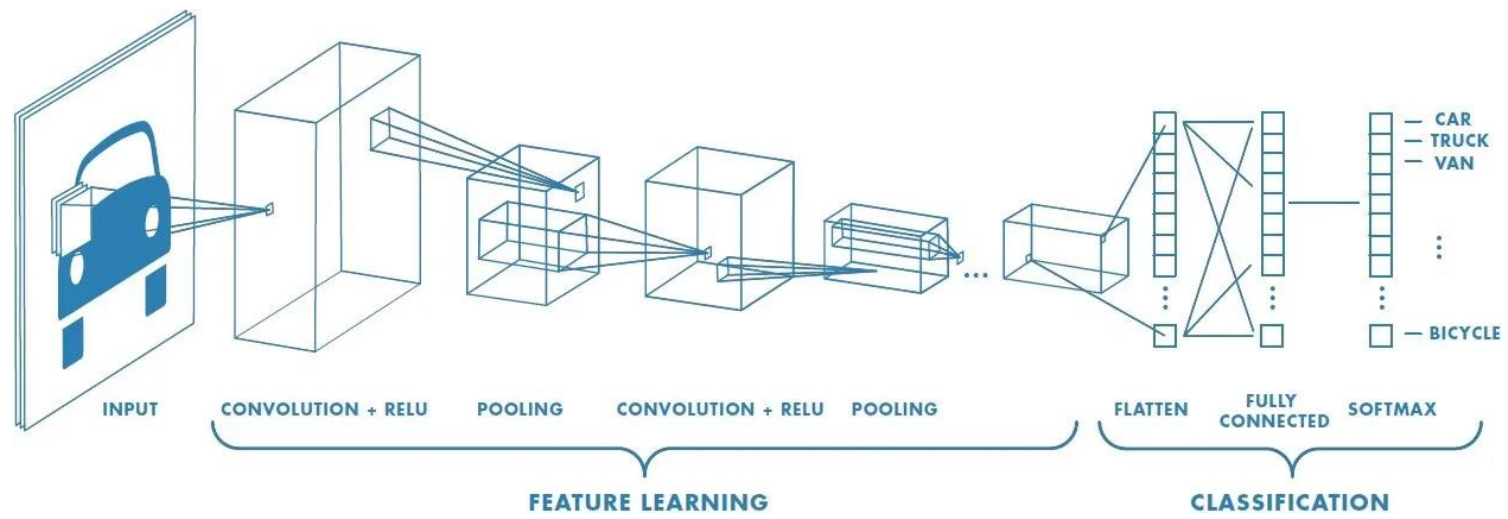 CAR
TRUCK
VAN
BICYCLE
INPUT
CONVOLUTION + RELU
POOLING
CONVOLUTION + RELU
POOLING
FLATTEN
FULLY
CONNECTED
SOFTMAX
FEATURE LEARNING
CLASSIFICATION